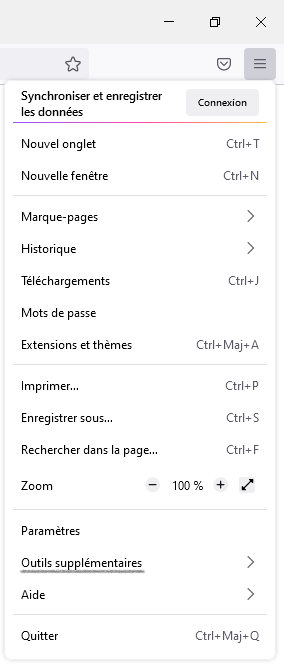 Synchroniser et enregistrer
les données
Connexion
Nouvel onglet Ctrl+T
Nouvelle fenêtre Ctrl+N
Marque-pages
Historique
Téléchargements Ctrl+J
Mots de passe
Extensions et thèmes Ctrl+Maj+A
Imprimer... Ctrl+P
Enregistrer sous... Ctrl+S
Rechercher dans la page... Ctrl+F
Zoom 100 %
Paramètres
Outils supplémentaires
Aide
Quitter Ctrl+Maj+Q